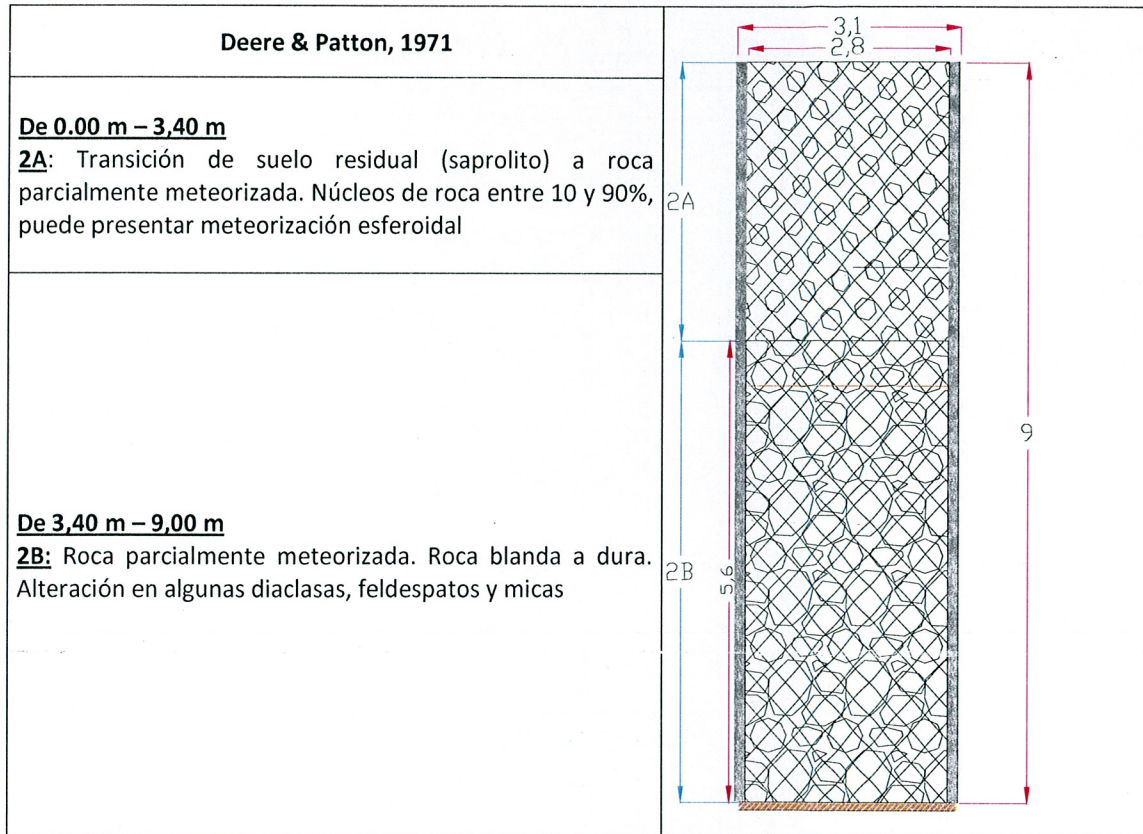 Deere & Patton, 1971
De 0.00 m – 3,40 m
2A: Transición de suelo residual (saprolito) a roca
parcialmente meteorizada. Núcleos de roca entre 10 y 90%,
puede presentar meteorización esferoidal
De 3,40 m – 9,00 m
2B: Roca parcialmente meteorizada. Roca blanda a dura.
Alteración en algunas diaclasas, feldespatos y micas
3,1
2,8
2A
9
2B
5.6